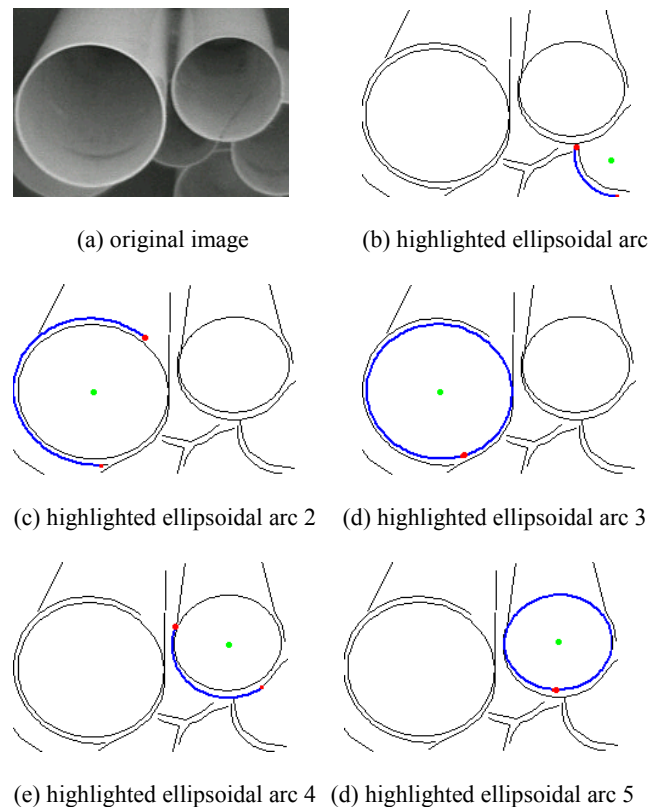 (a) original image
(b) highlighted ellipsoidal arc
(c) highlighted ellipsoidal arc 2
(d) highlighted ellipsoidal arc 3
(e) highlighted ellipsoidal arc 4
(d) highlighted ellipsoidal arc 5